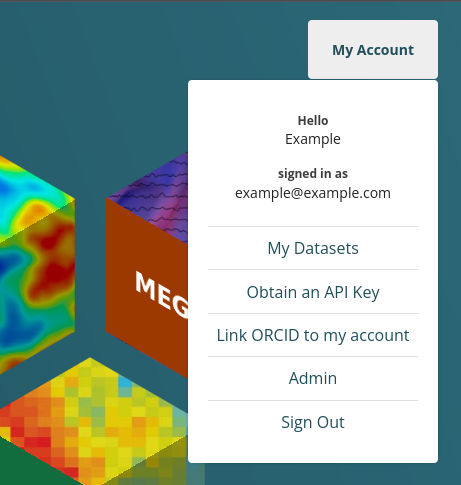 My Account
Hello
Example
signed in as
example@example.com
My Datasets
Obtain an API Key
MEG
Link ORCID to my account
Admin
Sign Out